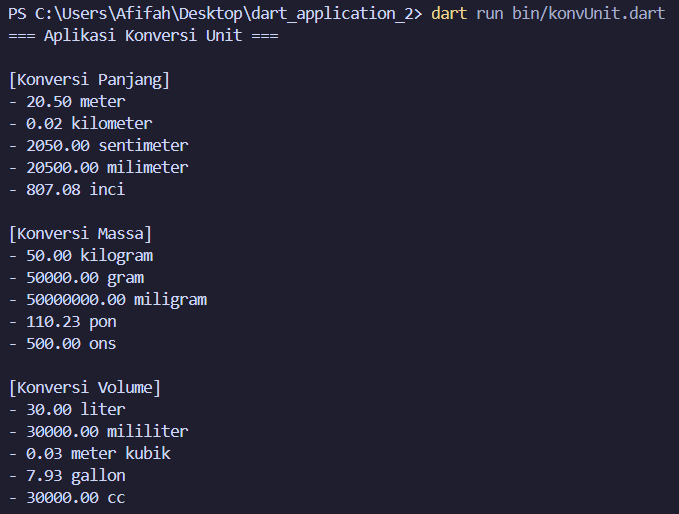 PS C:\Users\Afifah\Desktop\dart_application_2> dart run bin/konvUnit.dart
=== Aplikasi Konversi Unit ===
[Konversi Panjang]
- 20.50 meter
- 0.02 kilometer
- 2050.00 sentimeter
- 20500.00 milimeter
- 807.08 inci
[Konversi Massa]
- 50.00 kilogram
- 50000.00 gram
- 50000000.00 miligram
- 110.23 pon
- 500.00 ons
[Konversi Volume]
- 30.00 liter
- 30000.00 mililiter
- 0.03 meter kubik
- 7.93 gallon
- 30000.00 cc